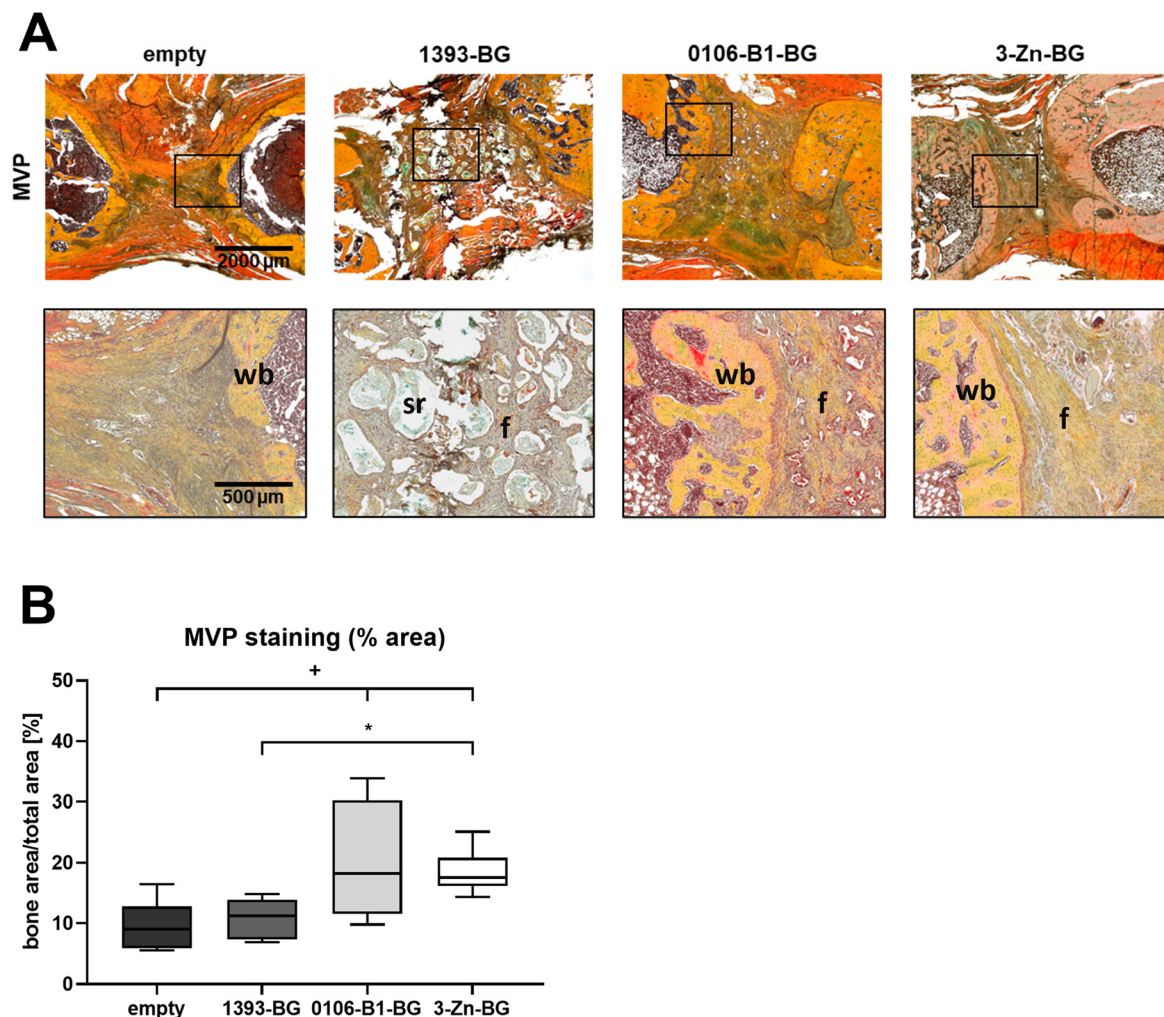 A
empty 1393-BG 0106-B1-BG 3-Zn-BG
MVP
2000 µm
wb sr f wb f wb f
500 µm
B
MVP staining (% area)
+
*
bone area/total area [%]
50
40
30
20
10
0
empty 1393-BG 0106-B1-BG 3-Zn-BG